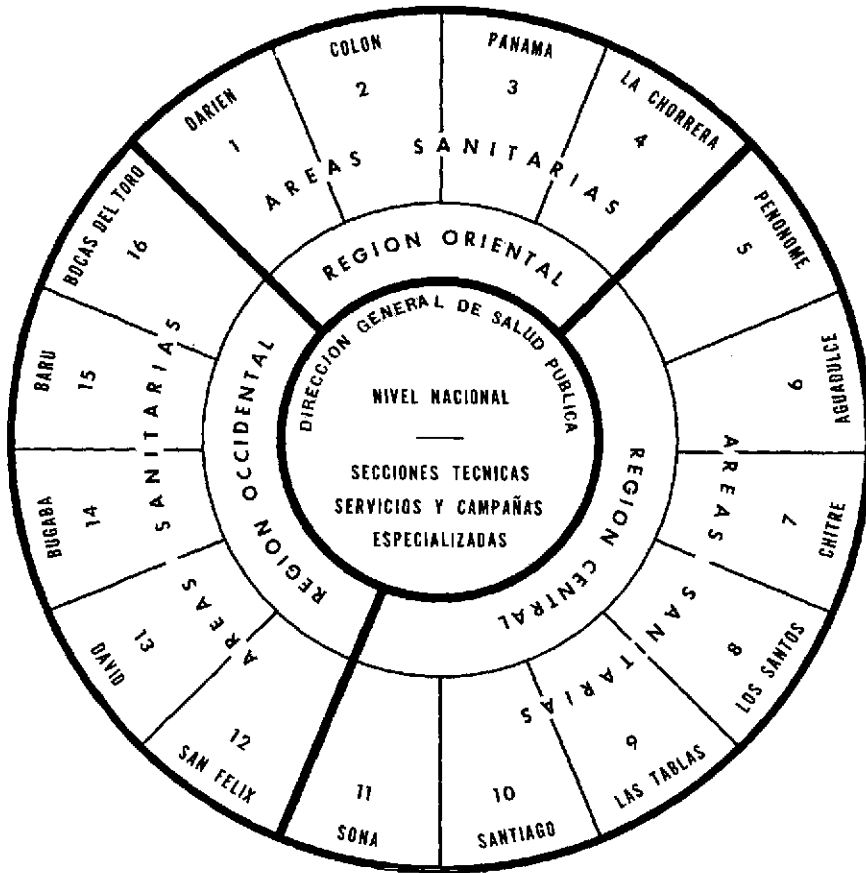 DARIEN
1
COLON
2
PANAMA
3
LA CHORRERA
4
PENONOME
5
AGUADULCE
6
CHITRE
7
LOS SANTOS
8
LAS TABLAS
9
SANTIAGO
10
SONA
11
SAN FELIX
12
DAVID
13
BUGABA
14
BARU
15
BOCAS DEL TORO
16
AREAS SANITARIAS
AREAS SANITARIAS
AREAS SANITARIAS
REGION ORIENTAL
REGION CENTRAL
REGION OCCIDENTAL
DIRECCION GENERAL DE SALUD PUBLICA
NIVEL NACIONAL
SECCIONES TECNICAS
SERVICIOS Y CAMPAÑAS
ESPECIALIZADAS